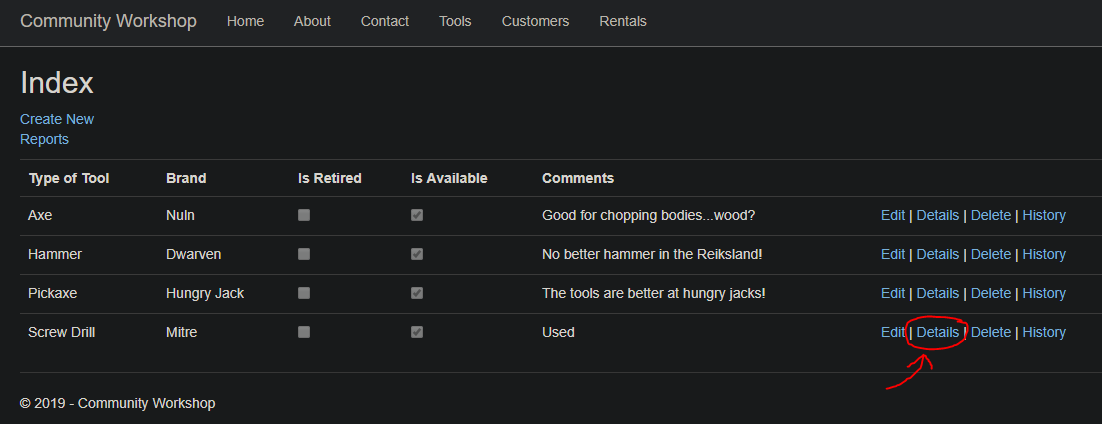 Community Workshop Home About Contact Tools Customers Rentals
Index
Create New
Reports
Type of Tool Brand Is Retired Is Available Comments
Axe Nuln Good for chopping bodies...wood? Edit | Details | Delete | History
Hammer Dwarven No better hammer in the Reiksland! Edit | Details | Delete | History
Pickaxe Hungry Jack The tools are better at hungry jacks! Edit | Details | Delete | History
Screw Drill Mitre Used Edit | Details | Delete | History
© 2019 - Community Workshop